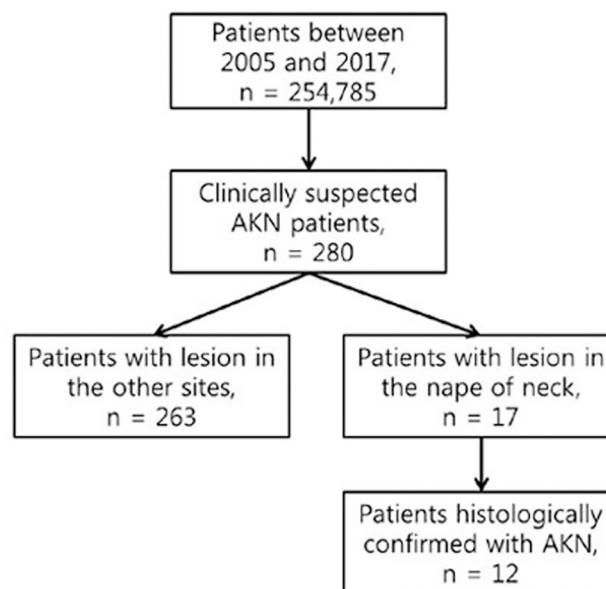 Patients between
2005 and 2017,
n = 254,785
Clinically suspected
AKN patients,
n = 280
Patients with lesion in
the other sites,
n = 263
Patients with lesion in
the nape of neck,
n = 17
Patients histologically
confirmed with AKN,
n = 12